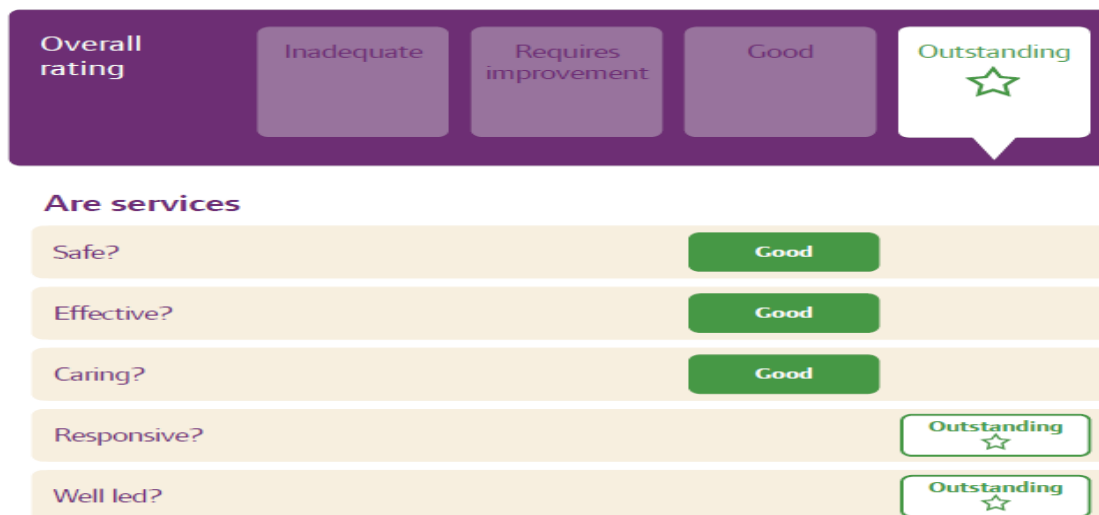 Overall
rating
Inadequate
Requires
improvement
Good
Outstanding
Are services
Safe?
Good
Effective?
Good
Caring?
Good
Responsive?
Outstanding
Well led?
Outstanding